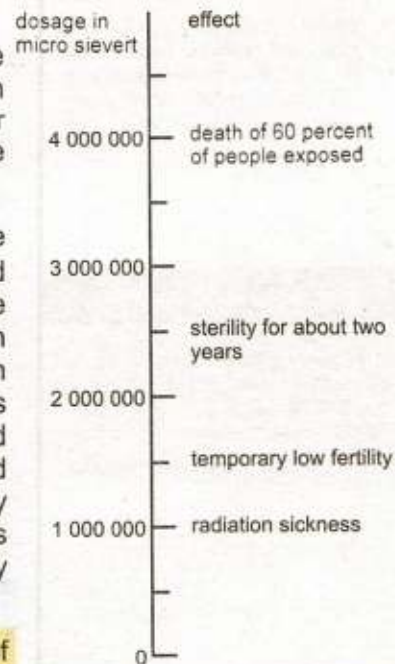 dosage in
micro sievert
effect
4 000 000
death of 60 percent
of people exposed
3 000 000
sterility for about two
years
2 000 000
temporary low fertility
1 000 000
radiation sickness
0
e
n
r
e
e
d
e
n
n
s
d
d
y
s
y
f